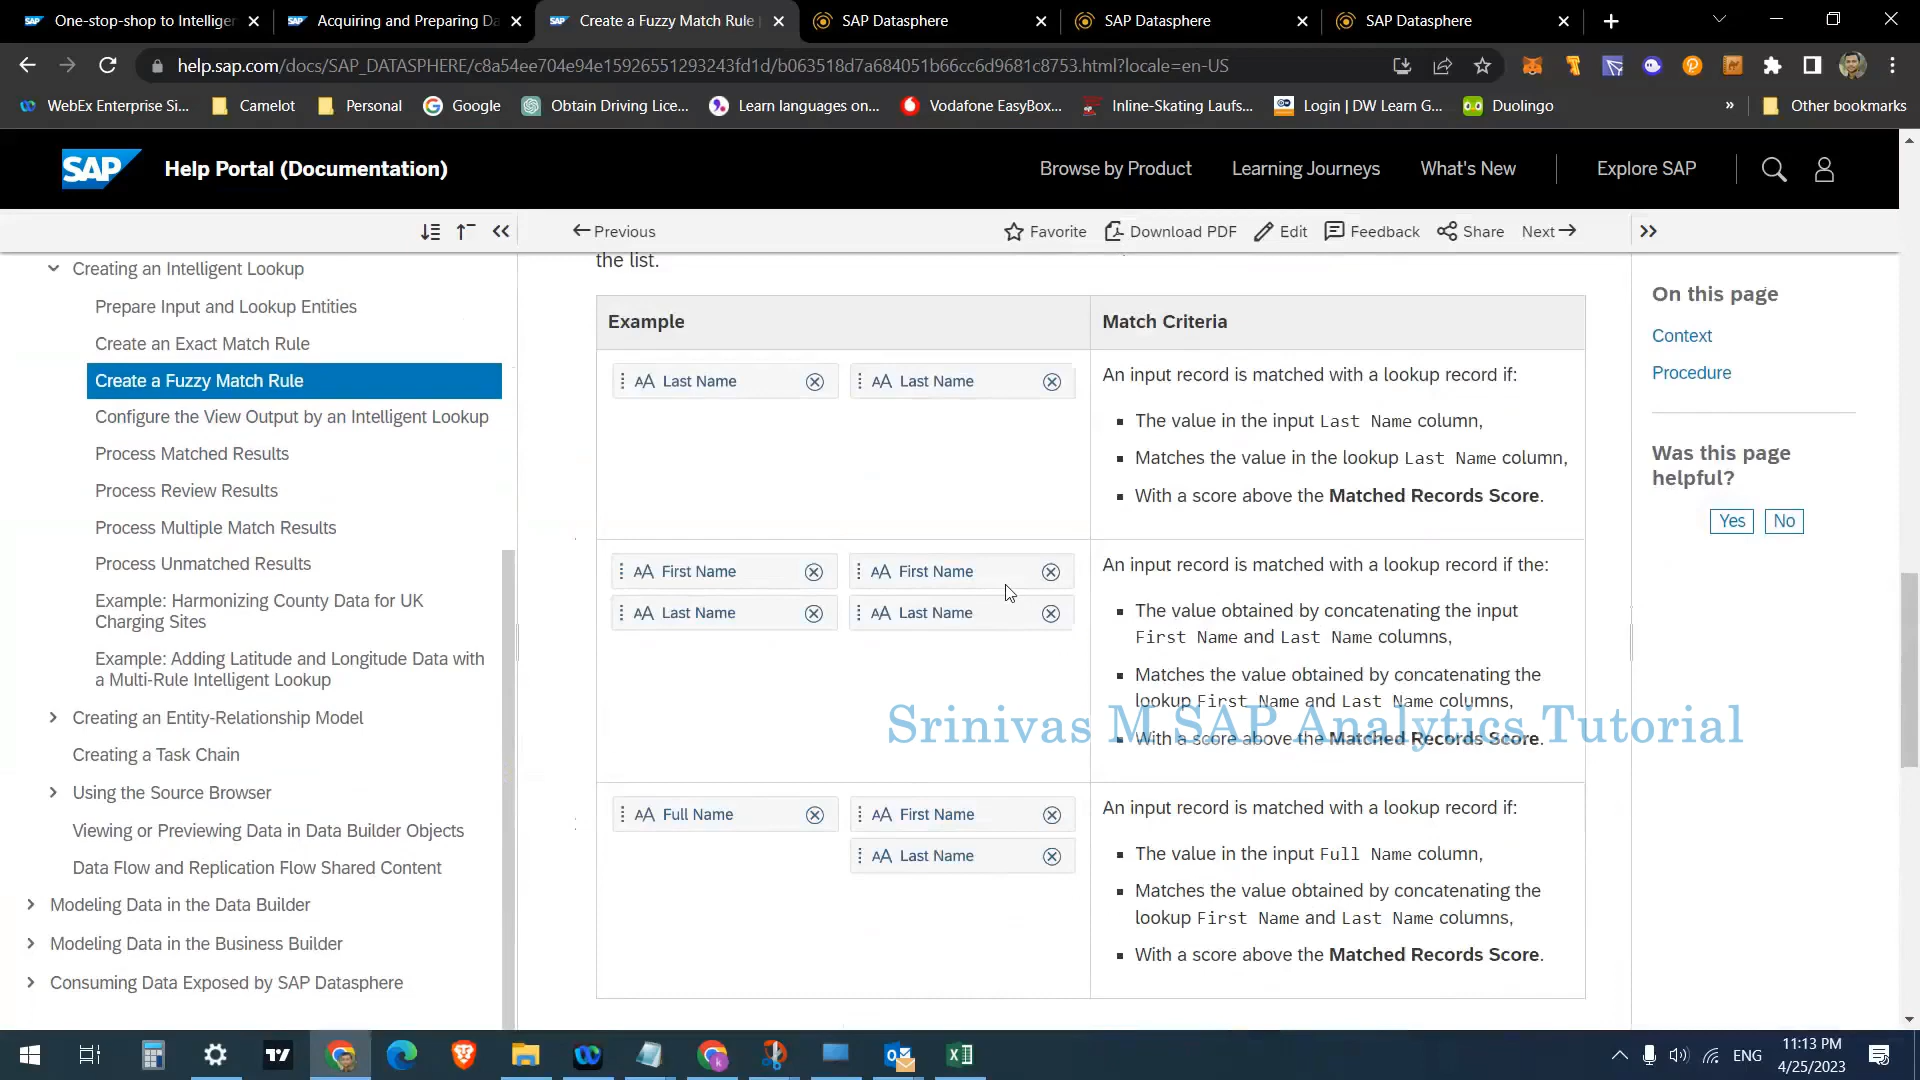 One-stop-shop to Intelligen
Acquiring and Preparing Da
Create a Fuzzy Match Rule |
SAP Datasphere
SAP Datasphere
SAP Datasphere
help.sap.com/docs/SAP_DATASPHERE/c8a54ee704e94e15926551293243fd1d/b063518d7a684051b66cc6d9681c8753.html?locale=en-US
WebEx Enterprise Si...
Camelot
Personal
Google
Obtain Driving Lice...
Learn languages on...
Vodafone EasyBox...
Inline-Skating Laufs...
Login | DW Learn G...
Duolingo
»
Other bookmarks
SAP
Help Portal (Documentation)
Browse by Product
Learning Journeys
What's New
Explore SAP
Previous
Favorite
Download PDF
Edit
Feedback
Share
Next
Creating an Intelligent Lookup
Prepare Input and Lookup Entities
Create an Exact Match Rule
Create a Fuzzy Match Rule
Configure the View Output by an Intelligent Lookup
Process Matched Results
Process Review Results
Process Multiple Match Results
Process Unmatched Results
Example: Harmonizing County Data for UK
Charging Sites
Example: Adding Latitude and Longitude Data with
a Multi-Rule Intelligent Lookup
Creating an Entity-Relationship Model
Creating a Task Chain
Using the Source Browser
Viewing or Previewing Data in Data Builder Objects
Data Flow and Replication Flow Shared Content
Modeling Data in the Data Builder
Modeling Data in the Business Builder
Consuming Data Exposed by SAP Datasphere
the list.
Example
Match Criteria
AA Last Name
AA Last Name
An input record is matched with a lookup record if:
The value in the input Last Name column,
Matches the value in the lookup Last Name column,
With a score above the Matched Records Score.
AA First Name
AA First Name
AA Last Name
AA Last Name
An input record is matched with a lookup record if the:
The value obtained by concatenating the input
First Name and Last Name columns,
Matches the value obtained by concatenating the
lookup First Name and Last Name columns,
With a score above the Matched Records Score.
Srinivas M SAP Analytics Tutorial
AA Full Name
AA First Name
AA Last Name
An input record is matched with a lookup record if:
The value in the input Full Name column,
Matches the value obtained by concatenating the
lookup First Name and Last Name columns,
With a score above the Matched Records Score.
On this page
Context
Procedure
Was this page
helpful?
Yes
No
ENG
11:13 PM
4/25/2023